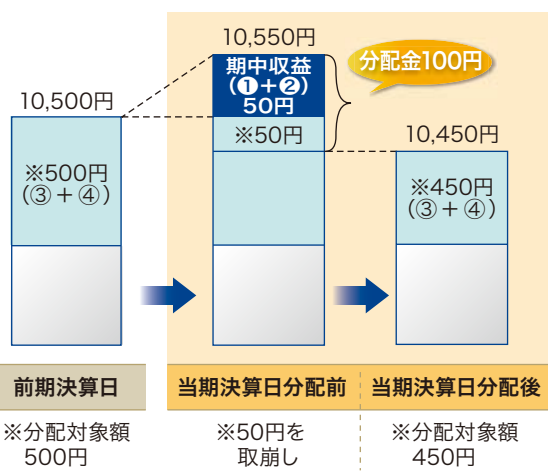 10,500円
※500円
(③＋④)
10,550円
期中収益
(❶＋❷)
50円
※50円
分配金100円
10,450円
※450円
(③＋④)
前期決算日
当期決算日分配前
当期決算日分配後
※分配対象額
500円
※50円を
取崩し
※分配対象額
450円